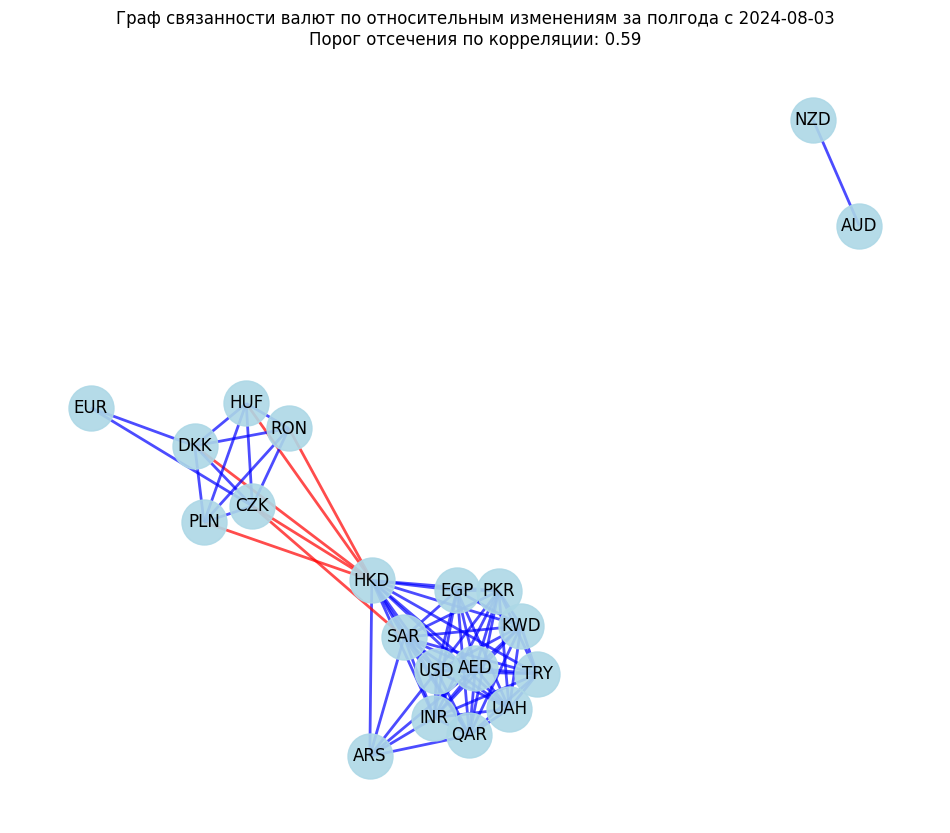 Граф связанности валют по относительным изменениям за полгода с 2024-08-03
Порог отсечения по корреляции: 0.59
NZD
AUD
EUR
HUF
RON
DKK
CZK
PLN
HKD
EGP
PKR
KWD
SAR
USD
AED
TRY
INR
UAH
QAR
ARS